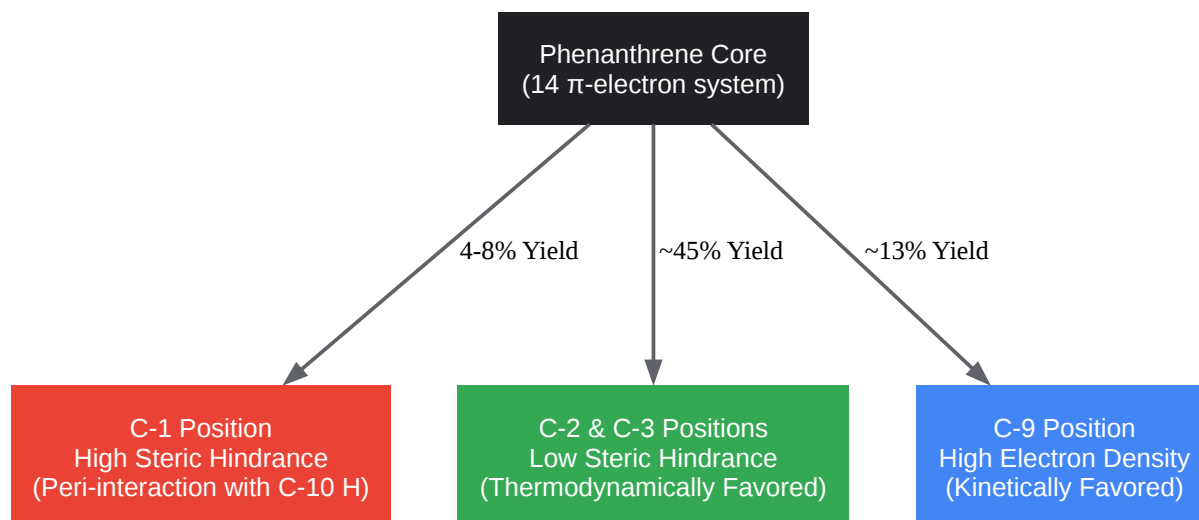 Phenanthrene Core
(14 π-electron system)
4-8% Yield
~45% Yield
~13% Yield
C-1 Position
High Steric Hindrance
(Peri-interaction with C-10 H)
C-2 & C-3 Positions
Low Steric Hindrance
(Thermodynamically Favored)
C-9 Position
High Electron Density
(Kinetically Favored)